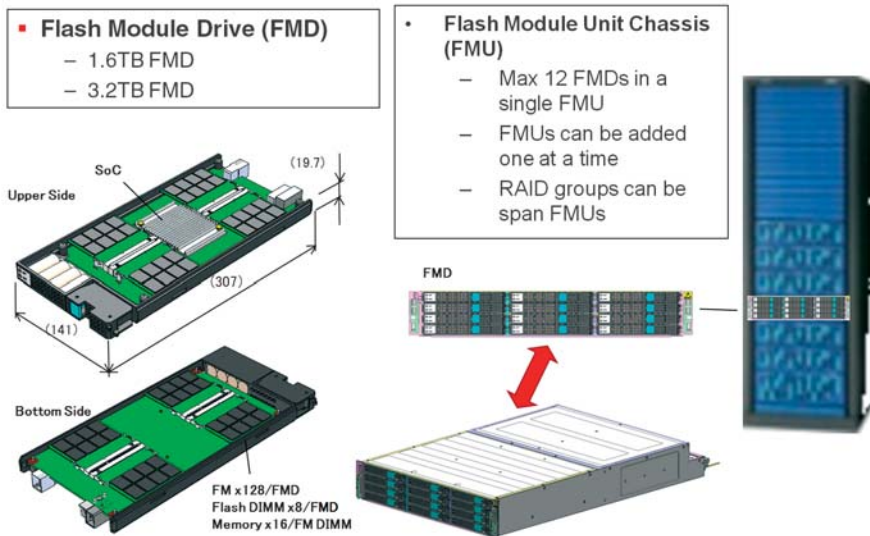 ▪ Flash Module Drive (FMD)
– 1.6TB FMD
– 3.2TB FMD
• Flash Module Unit Chassis
(FMU)
– Max 12 FMDs in a
single FMU
– FMUs can be added
one at a time
– RAID groups can be
span FMUs
SoC
(19.7)
Upper Side
(307)
(141)
FMD
Bottom Side
FM x128/FMD
Flash DIMM x8/FMD
Memory x16/FM DIMM